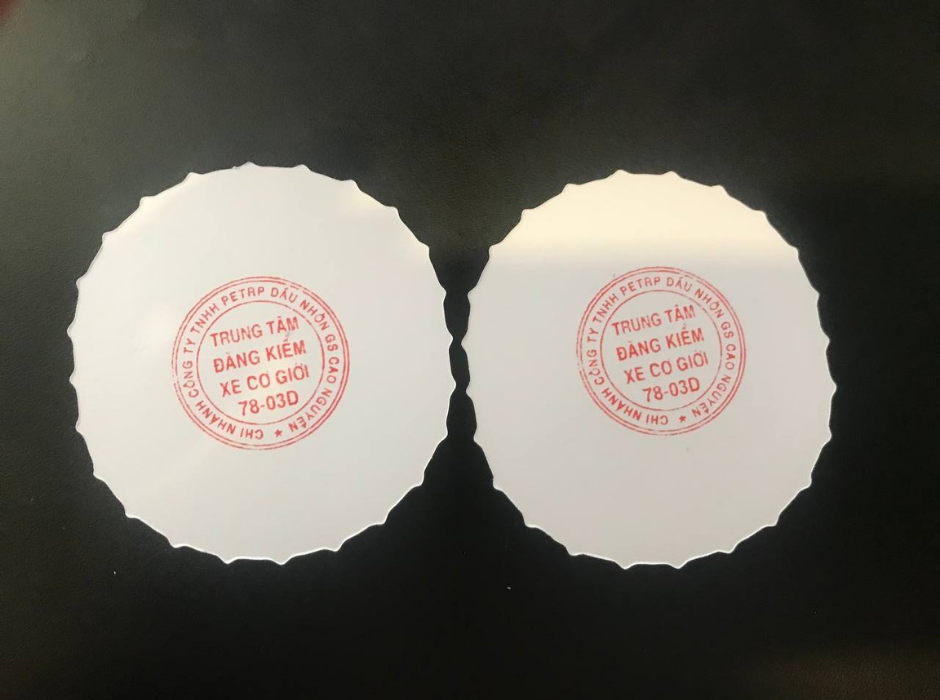 CHI NHÁNH CÔNG TY TNHH PETRP DẦU NHỜN GS CAO NGUYÊN ★
TRUNG TÂM
ĐĂNG KIỂM
XE CƠ GIỚI
78-03D
CHI NHÁNH CÔNG TY TNHH PETRP DẦU NHỜN GS CAO NGUYÊN ★
TRUNG TÂM
ĐĂNG KIỂM
XE CƠ GIỚI
78-03D